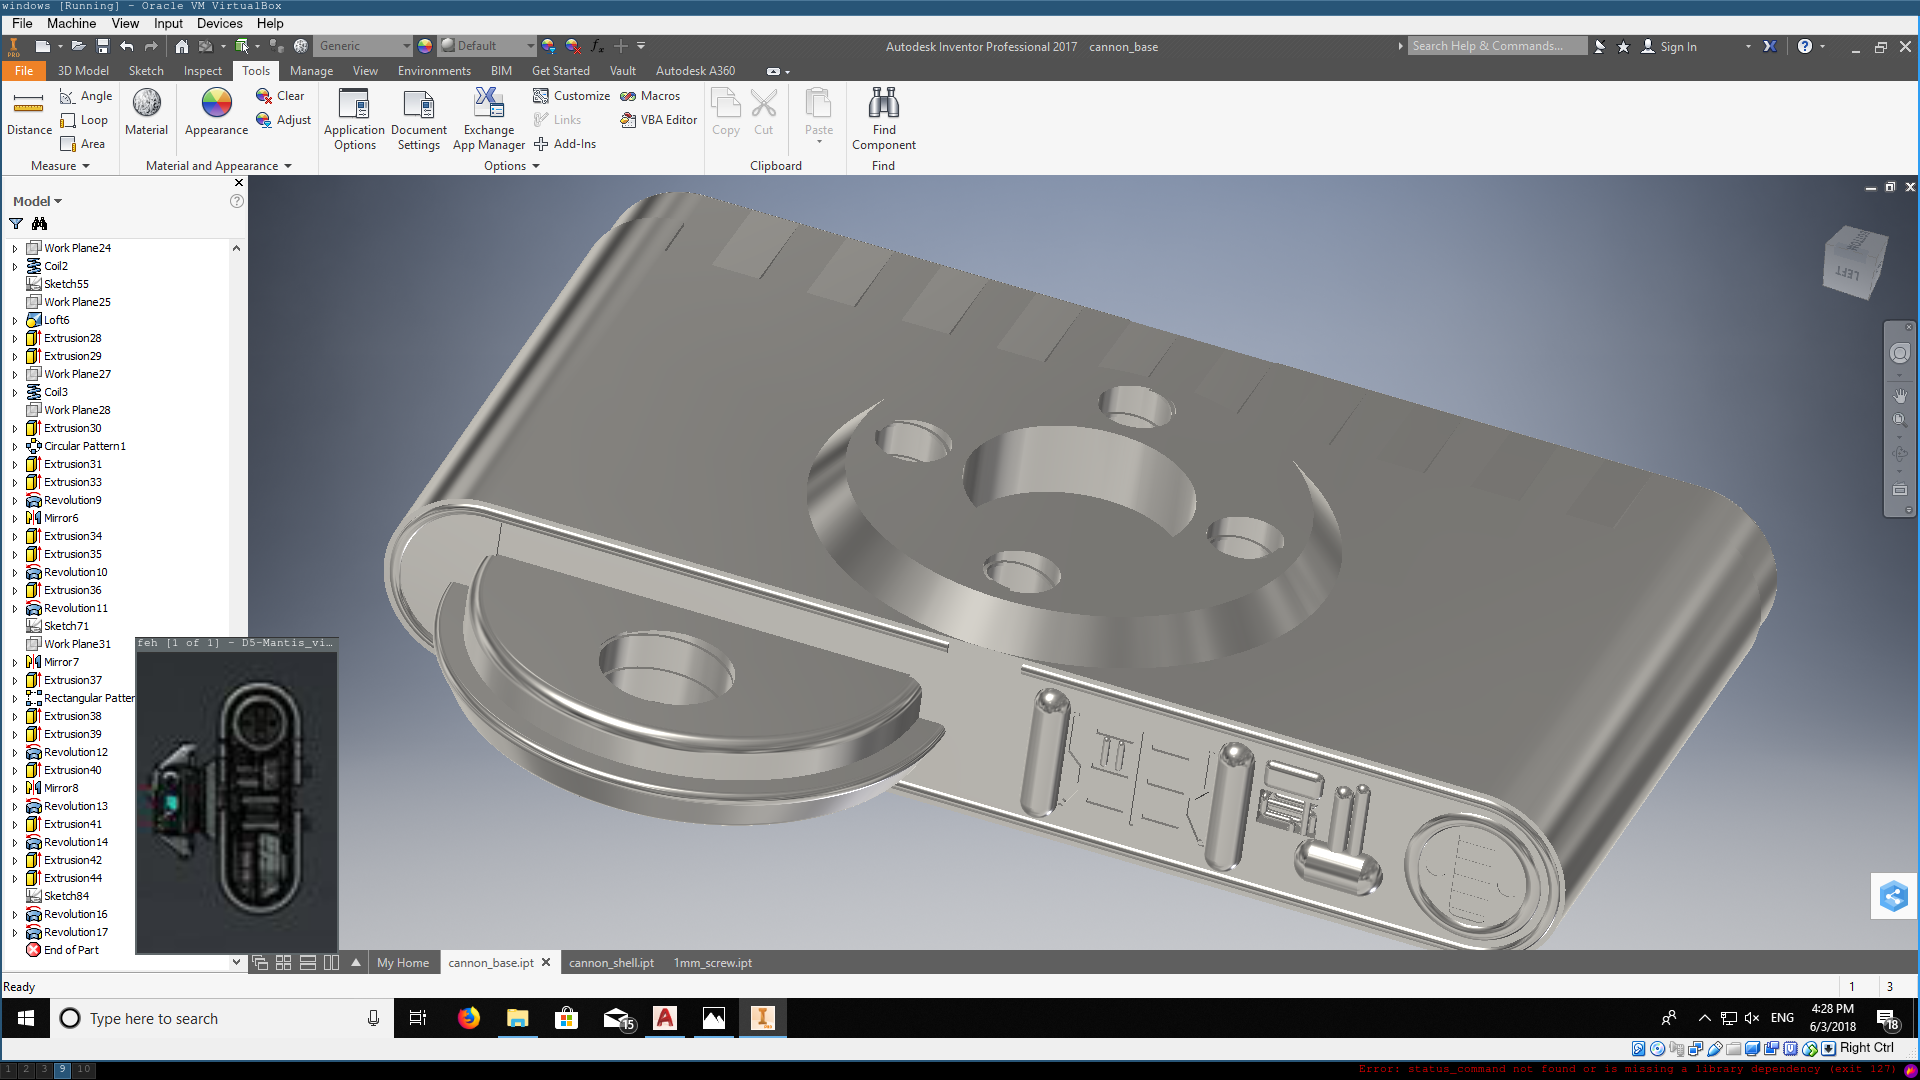 windows [Running] - Oracle VM VirtualBox
File Machine View Input Devices Help
Generic
Default
Autodesk Inventor Professional 2017 cannon_base
Search Help & Commands...
Sign In
File 3D Model Sketch Inspect Tools Manage View Environments BIM Get Started Vault Autodesk A360
Distance
Angle
Loop
Area
Measure
Material
Appearance
Clear
Adjust
Material and Appearance
Application Options
Document Settings
Exchange App Manager
Customize
Links
Add-Ins
Macros
VBA Editor
Options
Copy
Cut
Paste
Clipboard
Find Component
Find
Model
Work Plane24
Coil2
Sketch55
Work Plane25
Loft6
Extrusion28
Extrusion29
Work Plane27
Coil3
Work Plane28
Extrusion30
Circular Pattern1
Extrusion31
Extrusion33
Revolution9
Mirror6
Extrusion34
Extrusion35
Revolution10
Extrusion36
Revolution11
Sketch71
Work Plane31
Mirror7
Extrusion37
Rectangular Patter
Extrusion38
Extrusion39
Revolution12
Extrusion40
Mirror8
Revolution13
Extrusion41
Revolution14
Extrusion42
Extrusion44
Sketch84
Revolution16
Revolution17
End of Part
feh [1 of 1] - D5-Mantis_vi...
BOTTOM
LEFT
My Home cannon_base.ipt cannon_shell.ipt 1mm_screw.ipt
Ready
1 3
Type here to search
15
ENG
4:28 PM
6/3/2018
18
Right Ctrl
1 2 3 9 10
Error: status_command not found or is missing a library dependency (exit 127)